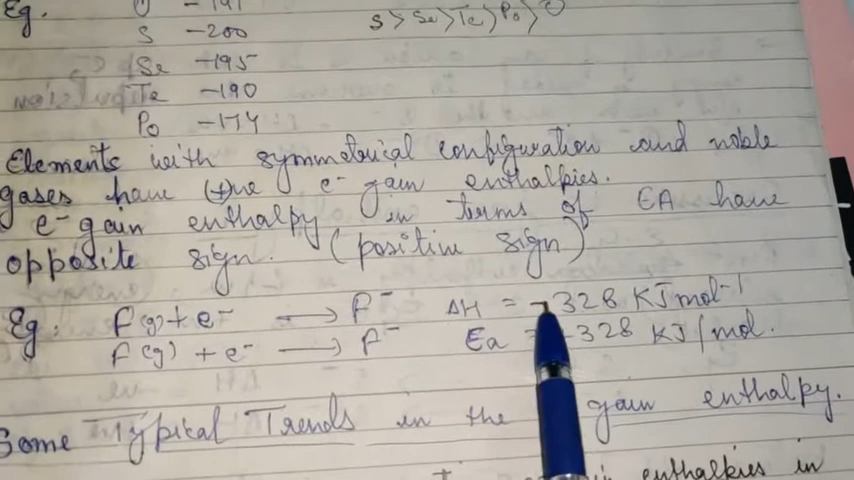 Eg. O -141
S -200 S > Se > Te > Po > O
Se -195
Te -190
Po -174
Elements with symmetrical configuration and noble
gases have (+)ve e- gain enthalpies.
e- gain enthalpy in terms of EA have
opposite sign. (positive sign)
Eg. F(g) + e- → F- ΔH = -328 KJ mol-1
F(g) + e- → F- Ea = 328 KJ/mol.
Some Typical Trends in the gain enthalpy.
enthalpies in